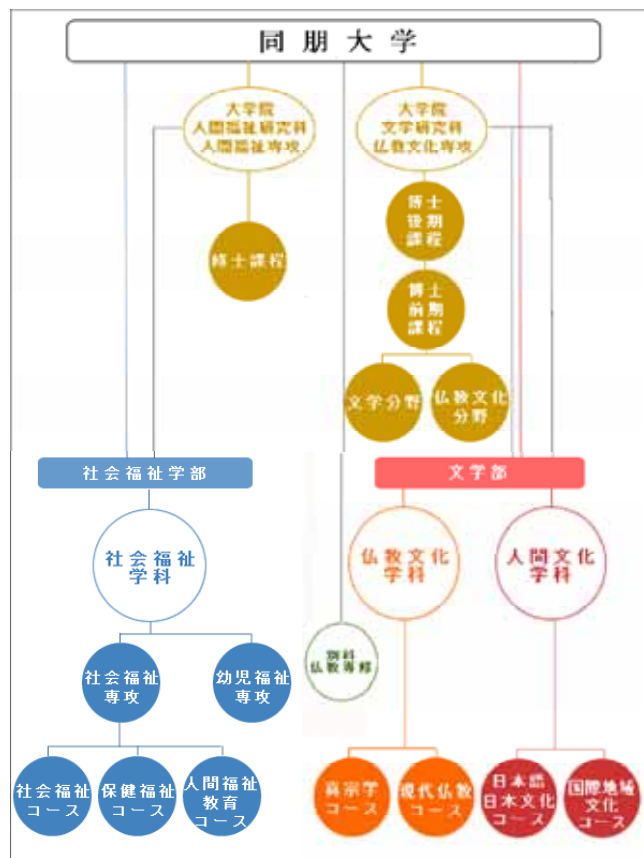 同朋大学
大学院
人間福祉研究科
人間福祉専攻
大学院
文学研究科
仏教文化専攻
博士
後期
課程
修士課程
博士
前期
課程
文学分野
仏教文化
分野
社会福祉学部
文学部
社会福祉
学科
仏教文化
学科
人間文化
学科
別科
仏教専修
社会福祉
専攻
幼児福祉
専攻
社会福祉
コース
保健福祉
コース
人間福祉
教育
コース
真宗学
コース
現代仏教
コース
日本語
日本文化
コース
国際地域
文化
コース